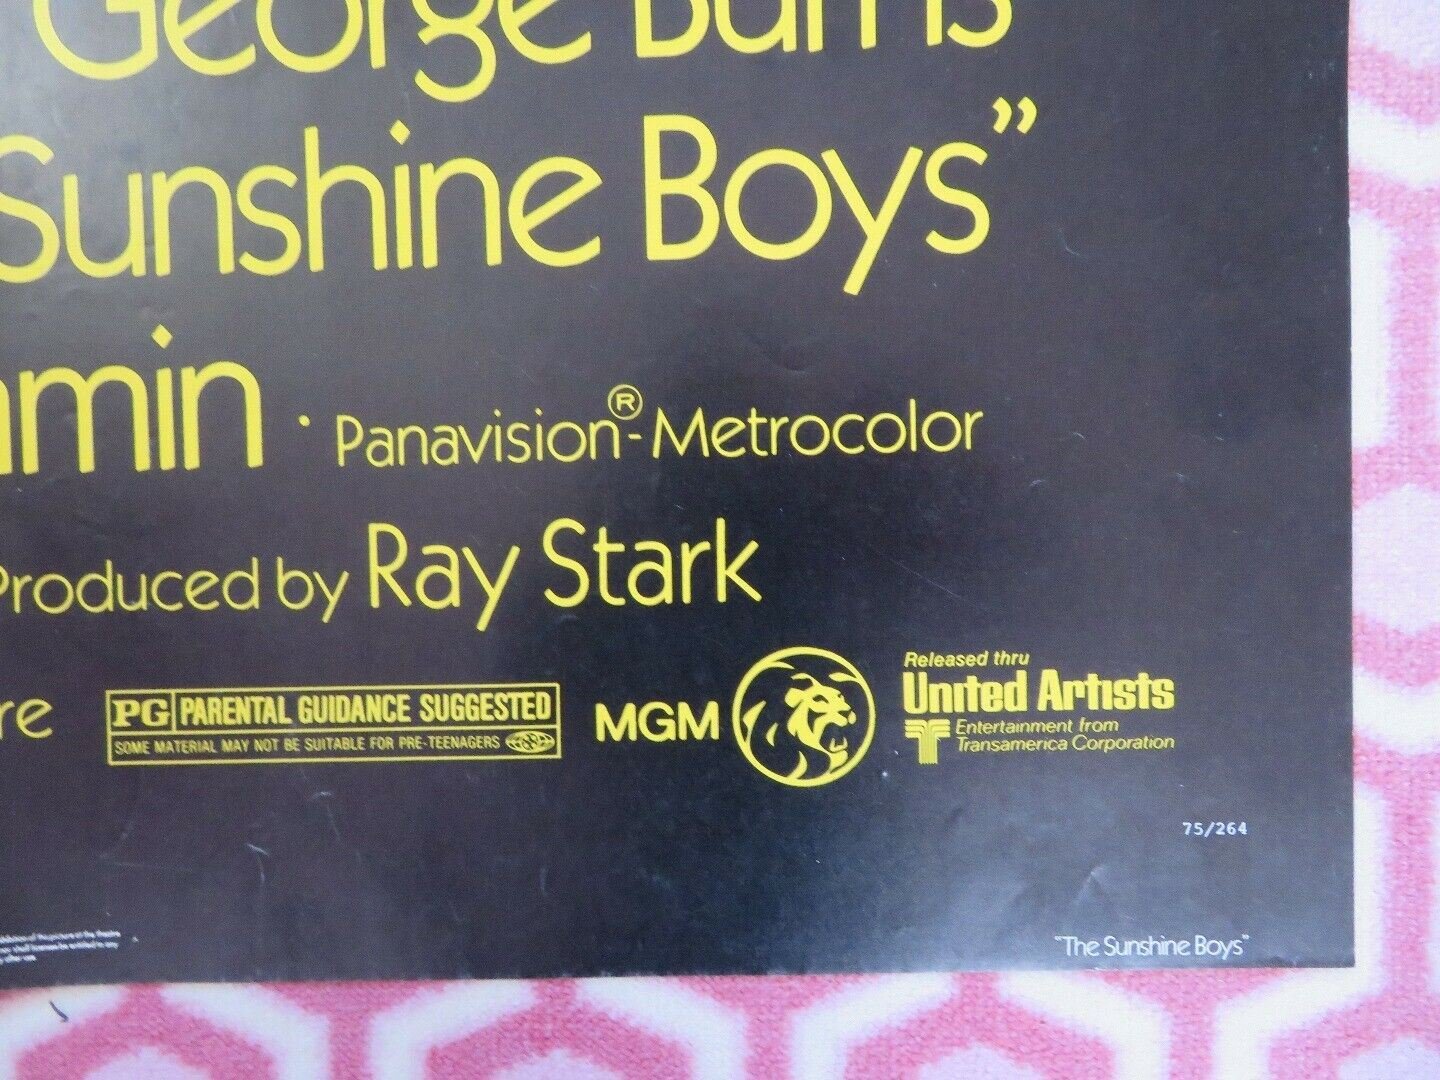 George Burns
Sunshine Boys"
amin · Panavision®-Metrocolor
Produced by Ray Stark
re
PG PARENTAL GUIDANCE SUGGESTED
SOME MATERIAL MAY NOT BE SUITABLE FOR PRE-TEENAGERS
MGM
Released thru
United Artists
Entertainment from
Transamerica Corporation
75/264
"The Sunshine Boys"